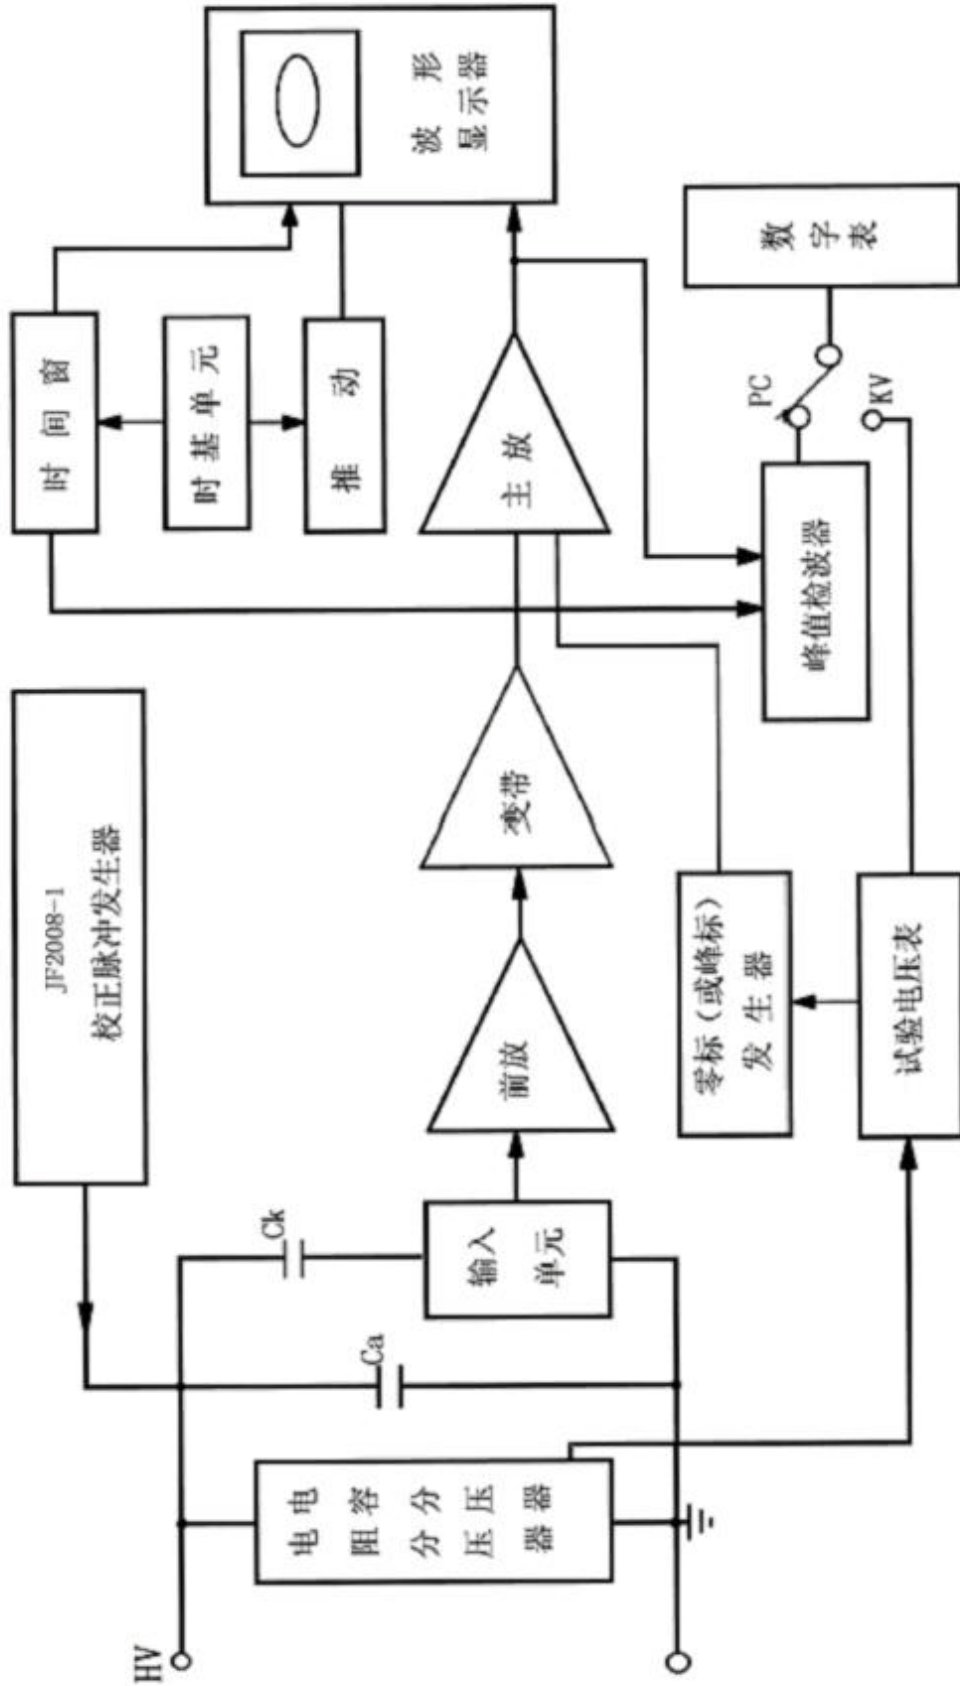 HV
JF2008-1
校正脉冲发生器
时间窗
时基单元
推动
波形
显示器
Ck
Ca
电阻分压器
电容分压器
输入
单元
前放
变带
主放
零标（或峰标）
发生器
试验电压表
峰值检波器
PC
KV
数字表